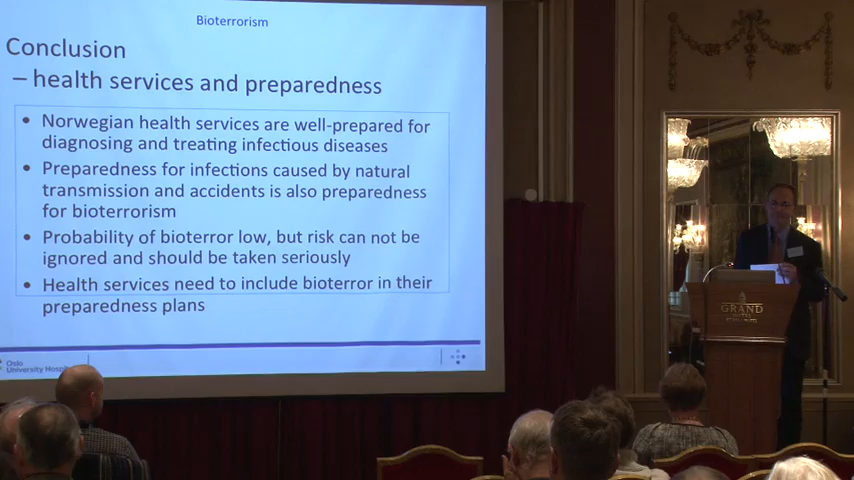 Bioterrorism
Conclusion
– health services and preparedness
• Norwegian health services are well-prepared for
diagnosing and treating infectious diseases
• Preparedness for infections caused by natural
transmission and accidents is also preparedness
for bioterrorism
• Probability of bioterror low, but risk can not be
ignored and should be taken seriously
• Health services need to include bioterror in their
preparedness plans
Oslo
University Hospi
GRAND